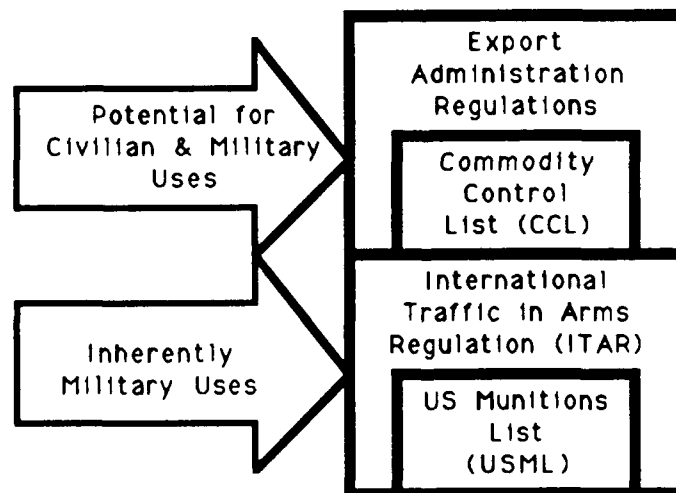 Potential for
Civilian & Military
Uses
Export
Administration
Regulations
Commodity
Control
List (CCL)
Inherently
Military Uses
International
Traffic in Arms
Regulation (ITAR)
US Munitions
List
(USML)